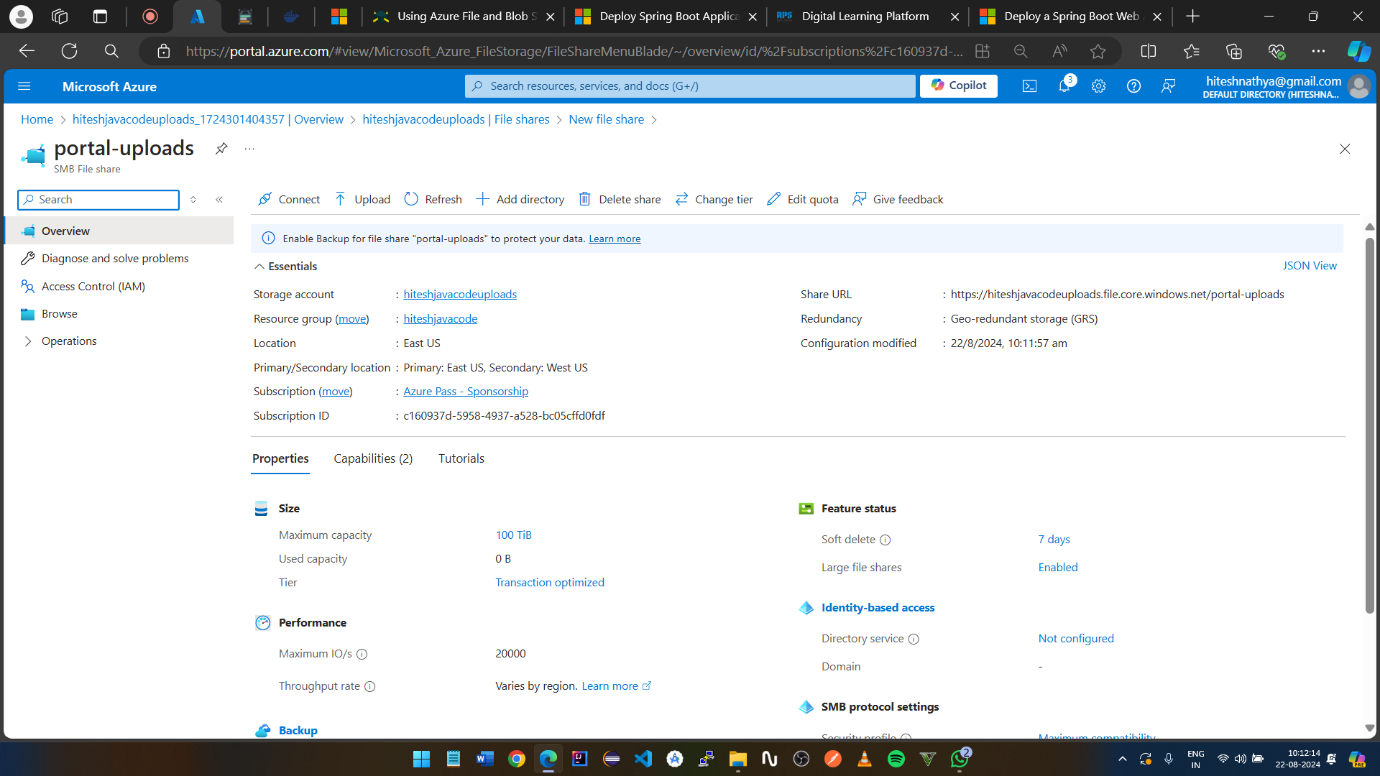 Using Azure File and Blob S
Deploy Spring Boot Applica
RPS Digital Learning Platform
Deploy a Spring Boot Web
https://portal.azure.com/#view/Microsoft_Azure_FileStorage/FileShareMenuBlade/~/overview/id/%2Fsubscriptions%2Fc160937d-...
Microsoft Azure
Search resources, services, and docs (G+/)
Copilot
3
hiteshnathya@gmail.com
DEFAULT DIRECTORY (HITESHNA...
Home > hiteshjavacodeuploads_1724301404357 | Overview > hiteshjavacodeuploads | File shares > New file share >
portal-uploads
SMB File share
Search
Connect Upload Refresh Add directory Delete share Change tier Edit quota Give feedback
Overview
Diagnose and solve problems
Access Control (IAM)
Browse
Operations
Enable Backup for file share "portal-uploads" to protect your data. Learn more
Essentials
JSON View
Storage account : hiteshjavacodeuploads
Resource group (move) : hiteshjavacode
Location : East US
Primary/Secondary location : Primary: East US, Secondary: West US
Subscription (move) : Azure Pass - Sponsorship
Subscription ID : c160937d-5958-4937-a528-bc05cffd0fdf
Share URL : https://hiteshjavacodeuploads.file.core.windows.net/portal-uploads
Redundancy : Geo-redundant storage (GRS)
Configuration modified : 22/8/2024, 10:11:57 am
Properties Capabilities (2) Tutorials
Size
Maximum capacity 100 TiB
Used capacity 0 B
Tier Transaction optimized
Performance
Maximum IO/s 20000
Throughput rate Varies by region. Learn more
Backup
Feature status
Soft delete 7 days
Large file shares Enabled
Identity-based access
Directory service Not configured
Domain -
SMB protocol settings
Security profile Maximum compatibility
2
ENG
IN
10:12:14
22-08-2024